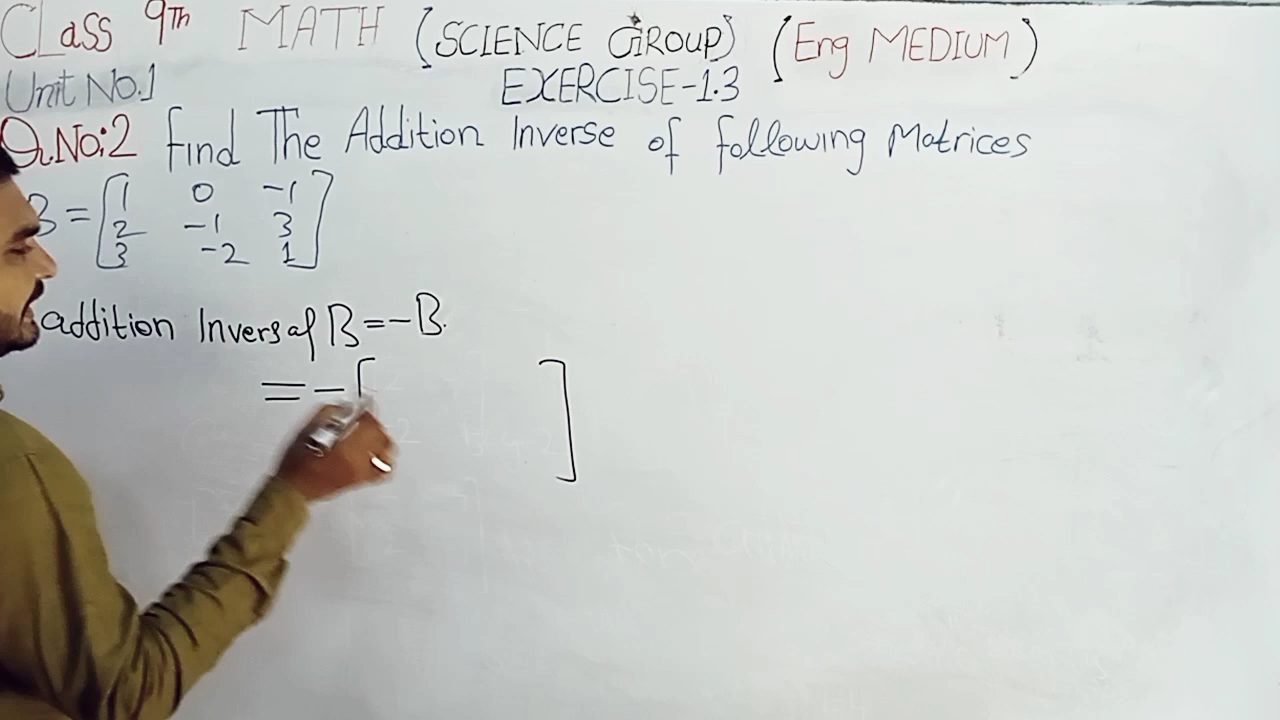 CLass 9Th MATH (SCIENCE GROUP) (Eng MEDIUM)
Unit No.1 EXERCISE-1.3
Q.No:2 Find The Addition Inverse of following Matrices
B = [1 0 -1
2 -1 3
3 -2 1]
addition Invers of B = -B.
= - [ ]